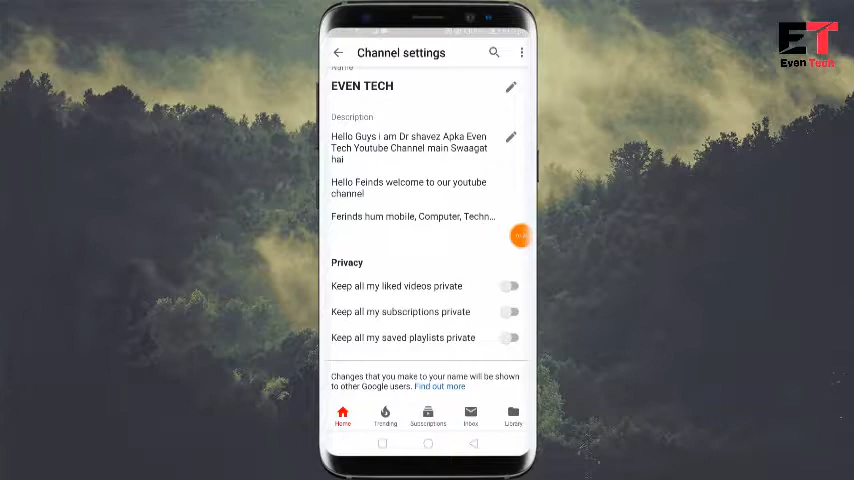 ET
Even Tech
Channel settings
Name
EVEN TECH
Description
Hello Guys i am Dr shavez Apka Even
Tech Youtube Channel main Swaagat
hai
Hello Feinds welcome to our youtube
channel
Ferinds hum mobile, Computer, Techn...
Privacy
Keep all my liked videos private
Keep all my subscriptions private
Keep all my saved playlists private
Changes that you make to your name will be shown
to other Google users. Find out more
Home Trending Subscriptions Inbox Library